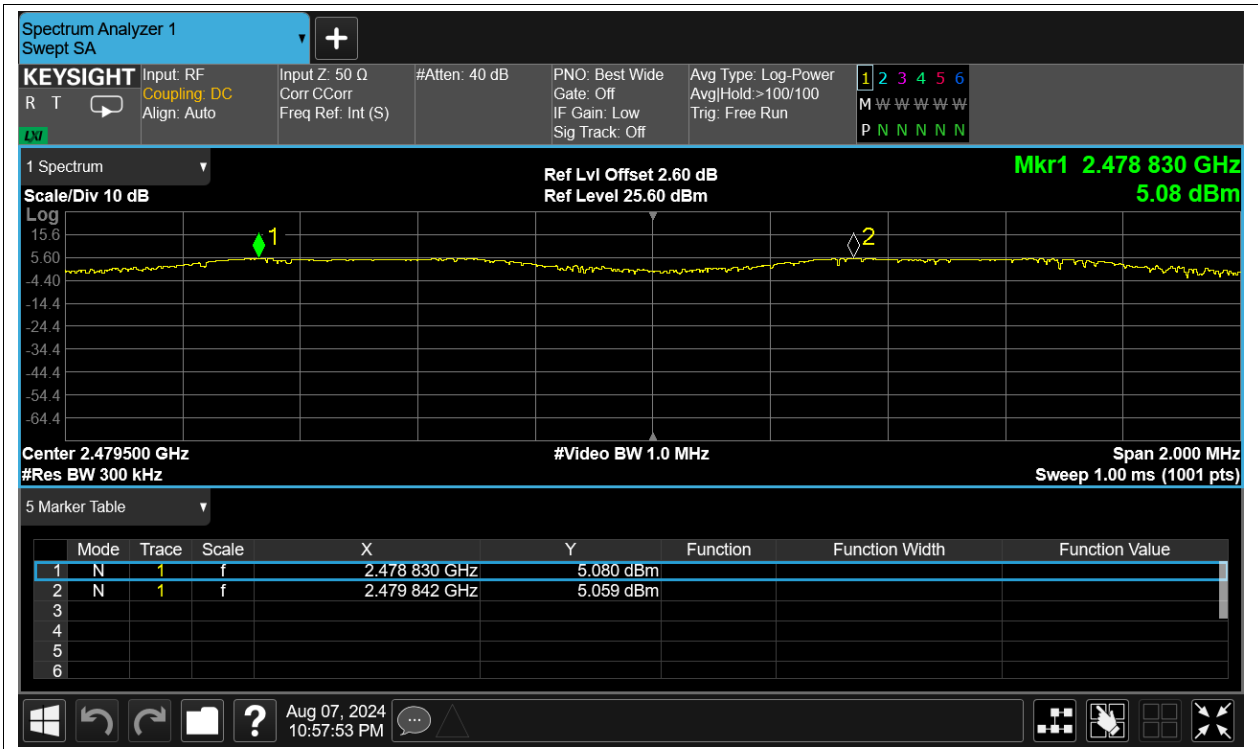 Spectrum Analyzer 1
Swept SA
KEYSIGHT
R T
LXI
Input: RF
Coupling: DC
Align: Auto
Input Z: 50 Ω
Corr CCorr
Freq Ref: Int (S)
#Atten: 40 dB
PNO: Best Wide
Gate: Off
IF Gain: Low
Sig Track: Off
Avg Type: Log-Power
Avg|Hold:>100/100
Trig: Free Run
1 2 3 4 5 6
M W W W W W
P N N N N N
1 Spectrum
Scale/Div 10 dB
Ref Lvl Offset 2.60 dB
Ref Level 25.60 dBm
Mkr1 2.478 830 GHz
5.08 dBm
Log
15.6
5.60
-4.40
-14.4
-24.4
-34.4
-44.4
-54.4
-64.4
1
2
Center 2.479500 GHz
#Res BW 300 kHz
#Video BW 1.0 MHz
Span 2.000 MHz
Sweep 1.00 ms (1001 pts)
5 Marker Table
Mode Trace Scale X Y Function Function Width Function Value
1 N 1 f 2.478 830 GHz 5.080 dBm
2 N 1 f 2.479 842 GHz 5.059 dBm
3
4
5
6
?
Aug 07, 2024
10:57:53 PM